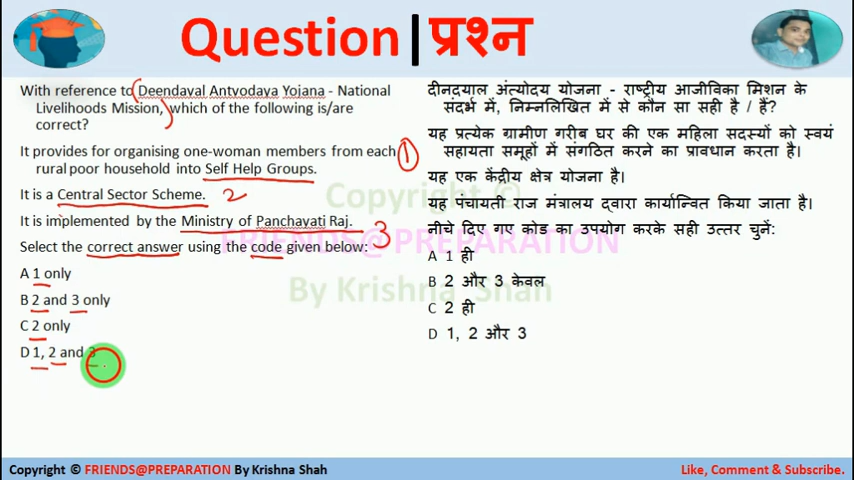 Question|प्रश्न
With reference to Deendayal Antyodaya Yojana - National
Livelihoods Mission, which of the following is/are
correct?
It provides for organising one-woman members from each
rural poor household into Self Help Groups.
1
It is a Central Sector Scheme.
2
It is implemented by the Ministry of Panchayati Raj.
3
Select the correct answer using the code given below:
A 1 only
B 2 and 3 only
C 2 only
D 1, 2 and 3
दीनदयाल अंत्योदय योजना - राष्ट्रीय आजीविका मिशन के
संदर्भ में, निम्नलिखित में से कौन सा सही है / हैं?
यह प्रत्येक ग्रामीण गरीब घर की एक महिला सदस्यों को स्वयं
सहायता समूहों में संगठित करने का प्रावधान करता है।
यह एक केंद्रीय क्षेत्र योजना है।
यह पंचायती राज मंत्रालय द्वारा कार्यान्वित किया जाता है।
नीचे दिए गए कोड का उपयोग करके सही उत्तर चुनें:
A 1 ही
B 2 और 3 केवल
C 2 ही
D 1, 2 और 3
Copyright ©
FRIENDS@PREPARATION
By Krishna Shah
Copyright © FRIENDS@PREPARATION By Krishna Shah
Like, Comment & Subscribe.